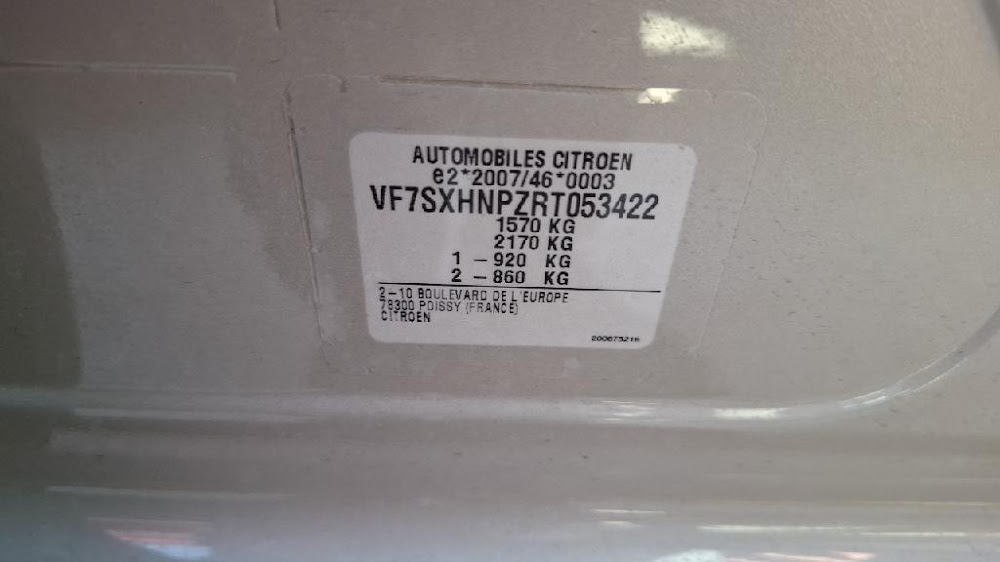 AUTOMOBILES CITROEN
e2*2007/46*0003
VF7SXHNPZRT053422
1570 KG
2170 KG
1 - 920 KG
2 - 860 KG
2-10 BOULEVARD DE L'EUROPE
78300 POISSY (FRANCE)
CITROEN